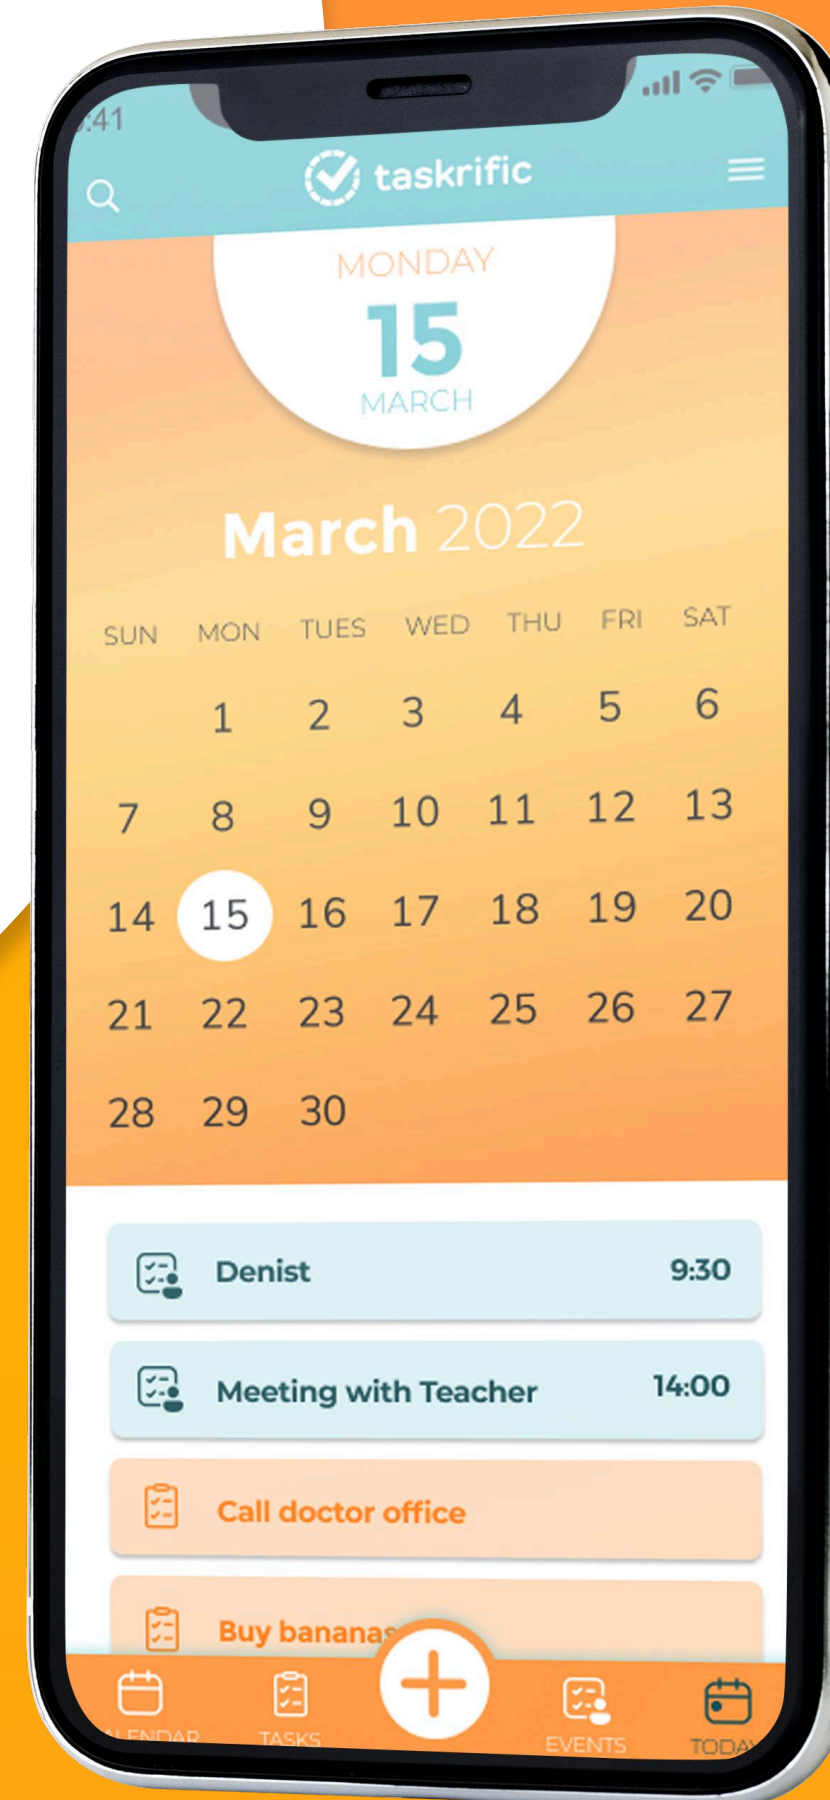 :41
taskrific
MONDAY
15
MARCH
March 2022
SUN MON TUES WED THU FRI SAT
1 2 3 4 5 6
7 8 9 10 11 12 13
14 15 16 17 18 19 20
21 22 23 24 25 26 27
28 29 30
Denist 9:30
Meeting with Teacher 14:00
Call doctor office
Buy bananas
ALENDAR TASKS EVENTS TODAY